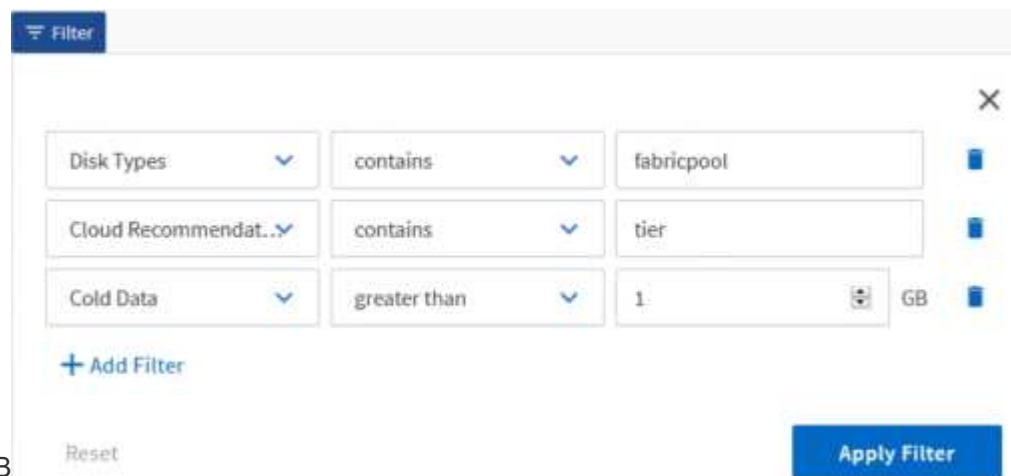 Filter
Disk Types contains fabricpool
Cloud Recommendat... contains tier
Cold Data greater than 1 GB
+ Add Filter
Reset Apply Filter
B